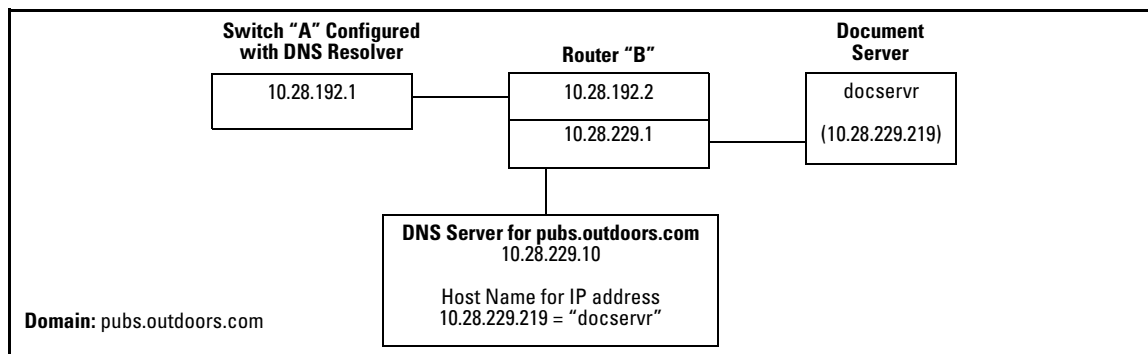 Switch “A” Configured
with DNS Resolver
10.28.192.1
Router “B”
10.28.192.2
10.28.229.1
Document
Server
docservr
(10.28.229.219)
DNS Server for pubs.outdoors.com
10.28.229.10
Host Name for IP address
10.28.229.219 = “docservr”
Domain: pubs.outdoors.com